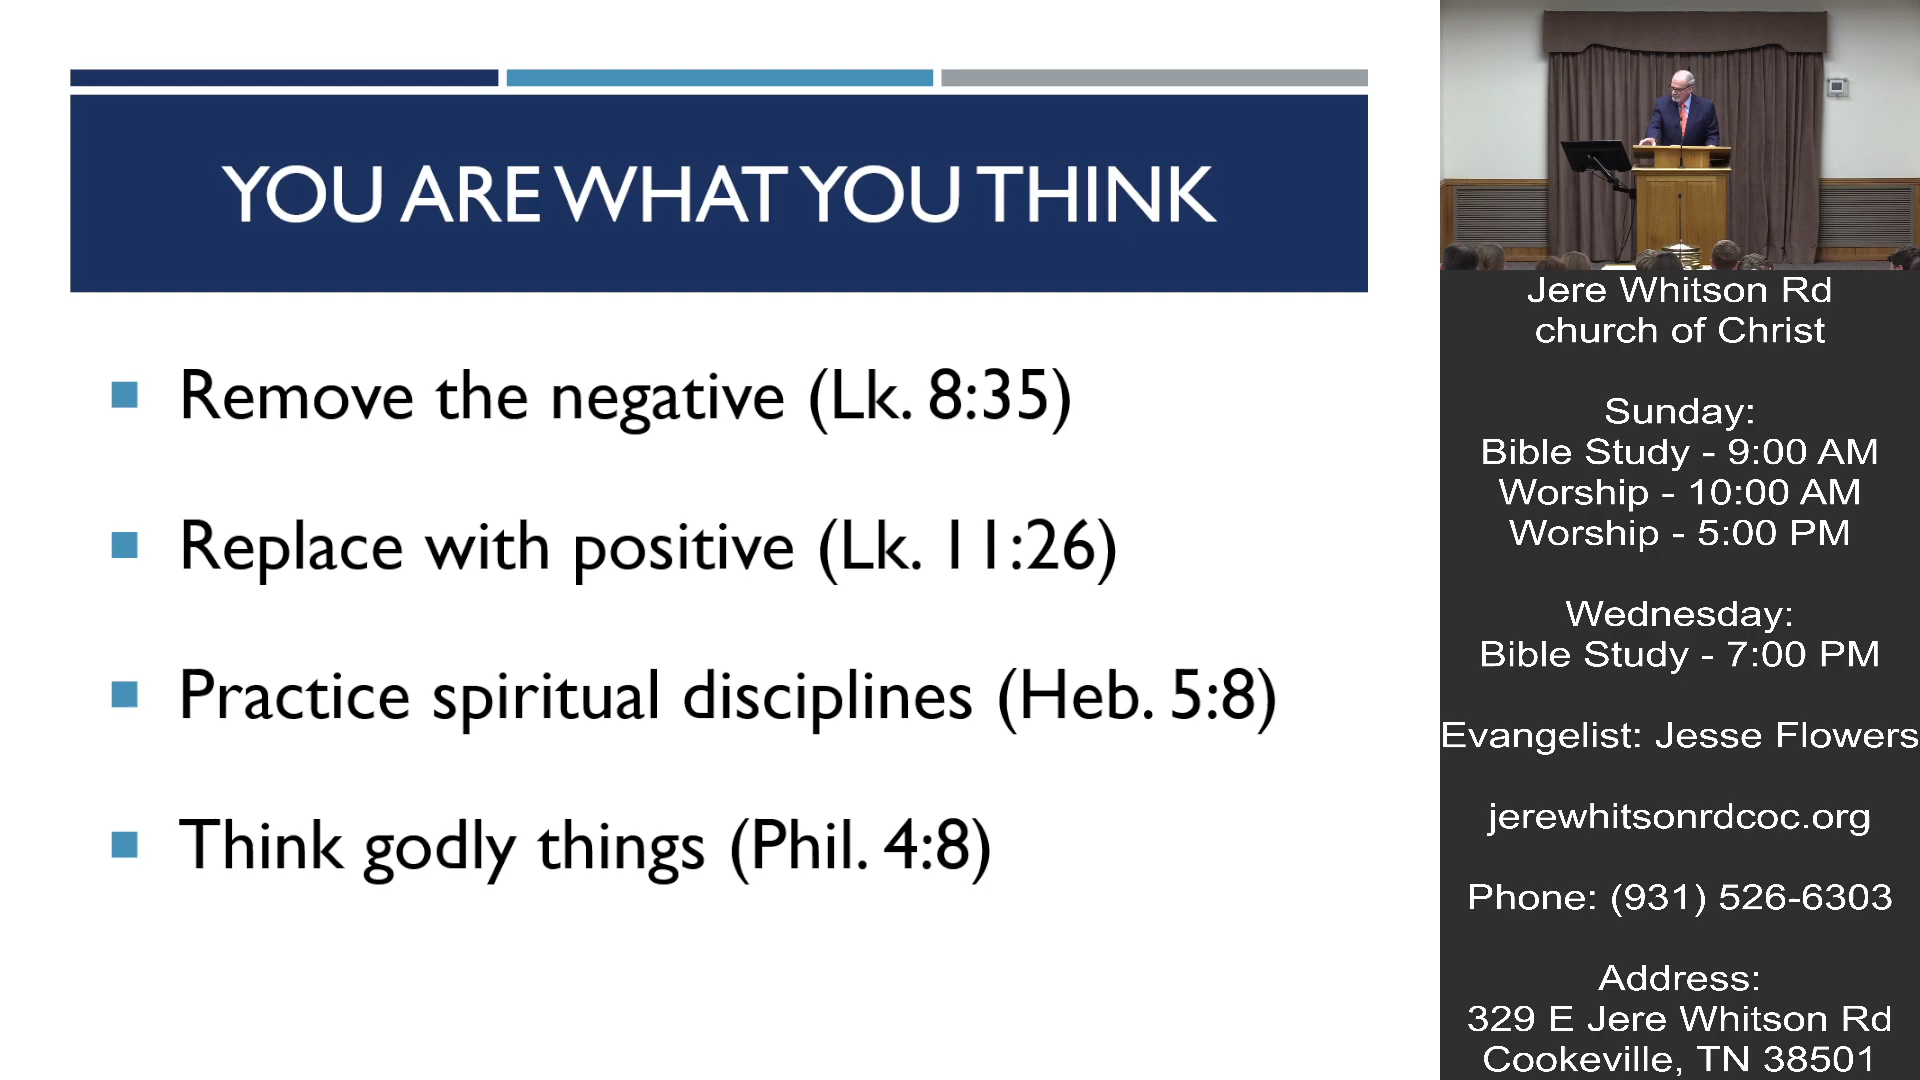 YOU ARE WHAT YOU THINK
Remove the negative (Lk. 8:35)
Replace with positive (Lk. 11:26)
Practice spiritual disciplines (Heb. 5:8)
Think godly things (Phil. 4:8)
Jere Whitson Rd
church of Christ
Sunday:
Bible Study - 9:00 AM
Worship - 10:00 AM
Worship - 5:00 PM
Wednesday:
Bible Study - 7:00 PM
Evangelist: Jesse Flowers
jerewhitsonrdcoc.org
Phone: (931) 526-6303
Address:
329 E Jere Whitson Rd
Cookeville, TN 38501